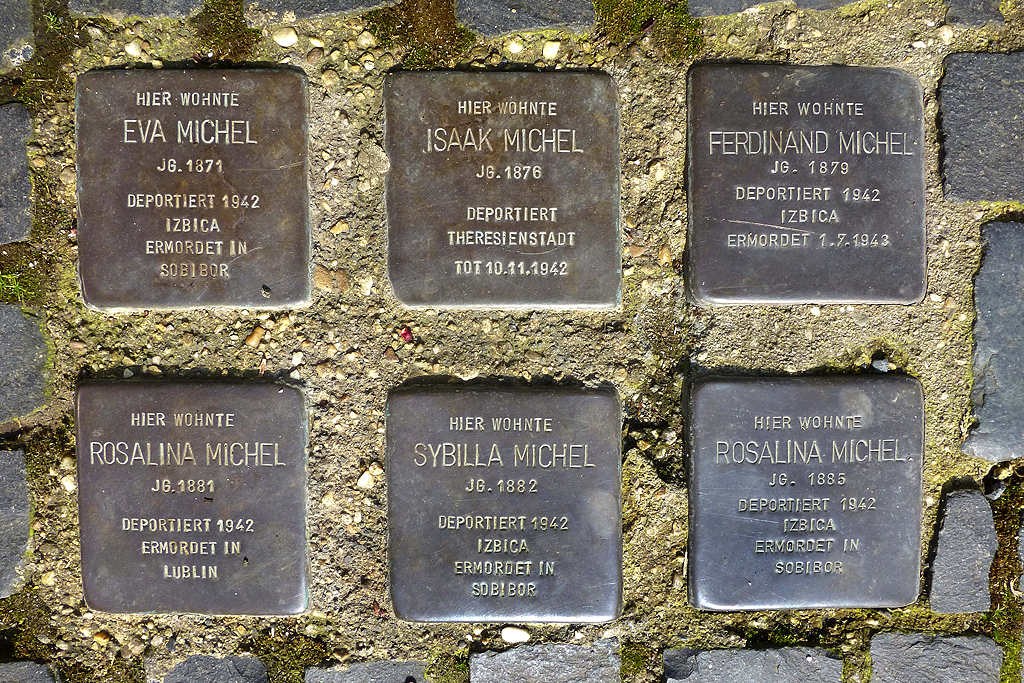 HIER WOHNTE
EVA MICHEL
JG. 1871
DEPORTIERT 1942
IZBICA
ERMORDET IN
SOBIBOR
HIER WOHNTE
ISAAK MICHEL
JG. 1876
DEPORTIERT
THERESIENSTADT
TOT 10.11.1942
HIER WOHNTE
FERDINAND MICHEL
JG. 1879
DEPORTIERT 1942
IZBICA
ERMORDET 1.7.1943
HIER WOHNTE
ROSALINA MICHEL
JG. 1881
DEPORTIERT 1942
ERMORDET IN
LUBLIN
HIER WOHNTE
SYBILLA MICHEL
JG. 1882
DEPORTIERT 1942
IZBICA
ERMORDET IN
SOBIBOR
HIER WOHNTE
ROSALINA MICHEL
JG. 1885
DEPORTIERT 1942
IZBICA
ERMORDET IN
SOBIBOR